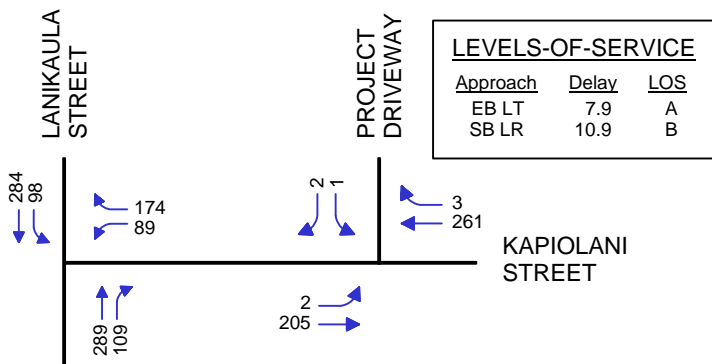 LANIKAULA
STREET
PROJECT
DRIVEWAY
LEVELS-OF-SERVICE
Approach Delay LOS
EB LT 7.9 A
SB LR 10.9 B
284
98
174
89
2
1
3
261
KAPIOLANI
STREET
289
109
2
205